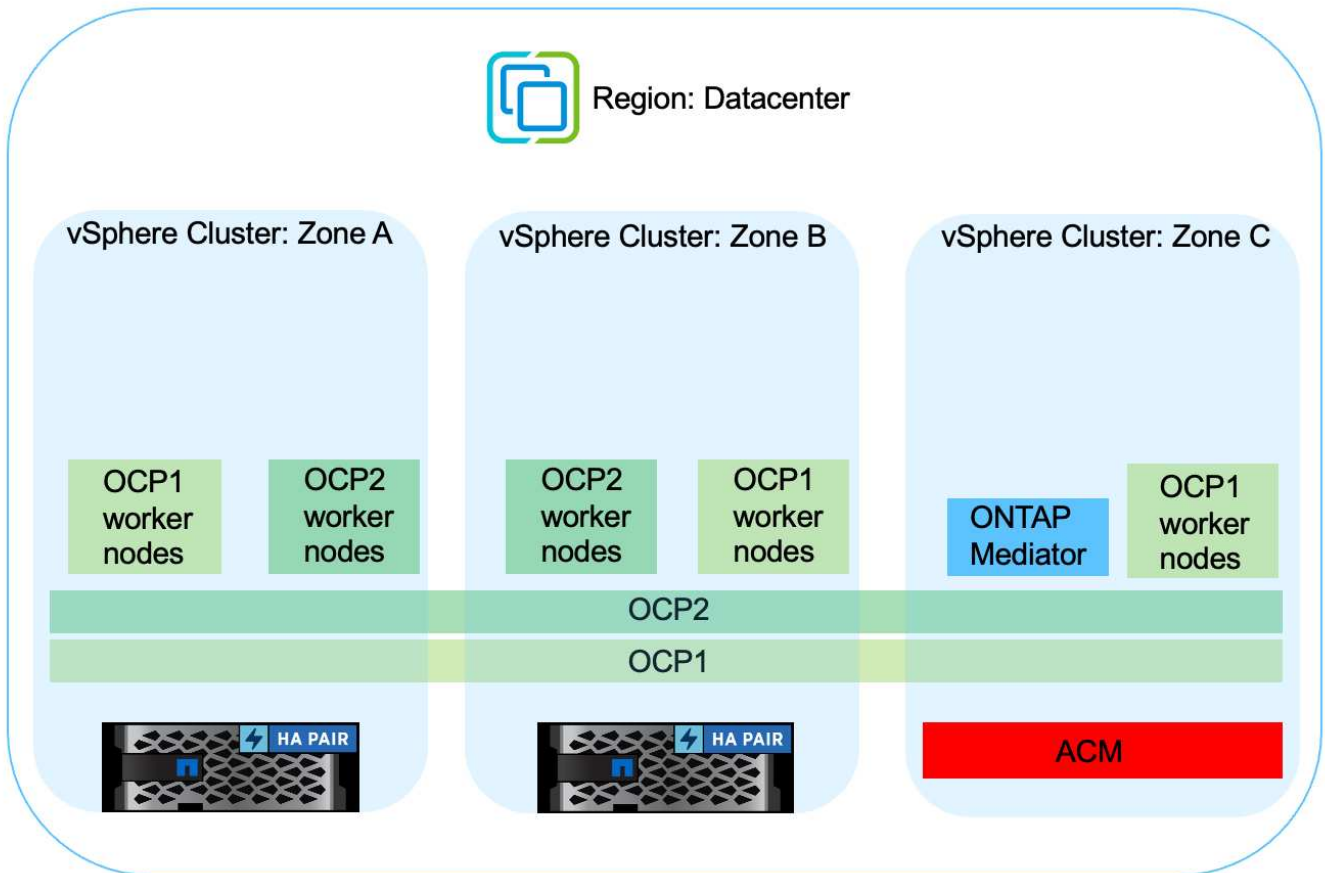 Region: Datacenter
vSphere Cluster: Zone A
vSphere Cluster: Zone B
vSphere Cluster: Zone C
OCP1
worker
nodes
OCP2
worker
nodes
OCP2
worker
nodes
OCP1
worker
nodes
ONTAP
Mediator
OCP1
worker
nodes
OCP2
OCP1
HA PAIR
HA PAIR
ACM